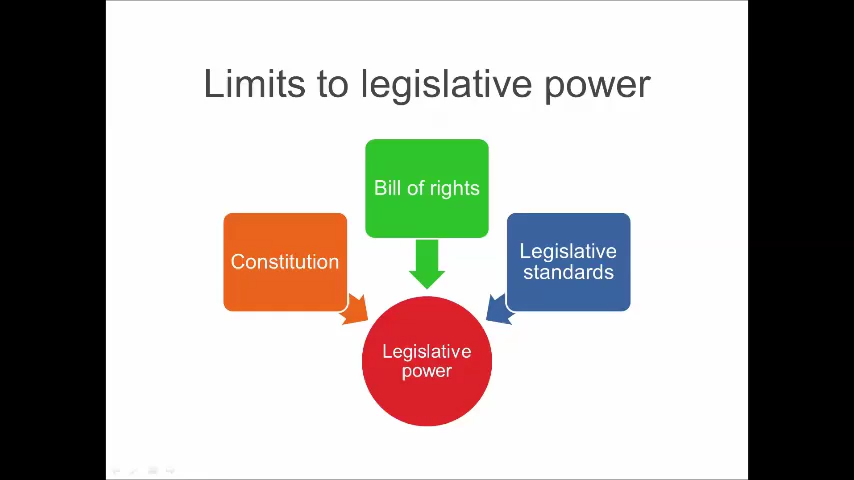 Limits to legislative power
Bill of rights
Constitution
Legislative
standards
Legislative
power